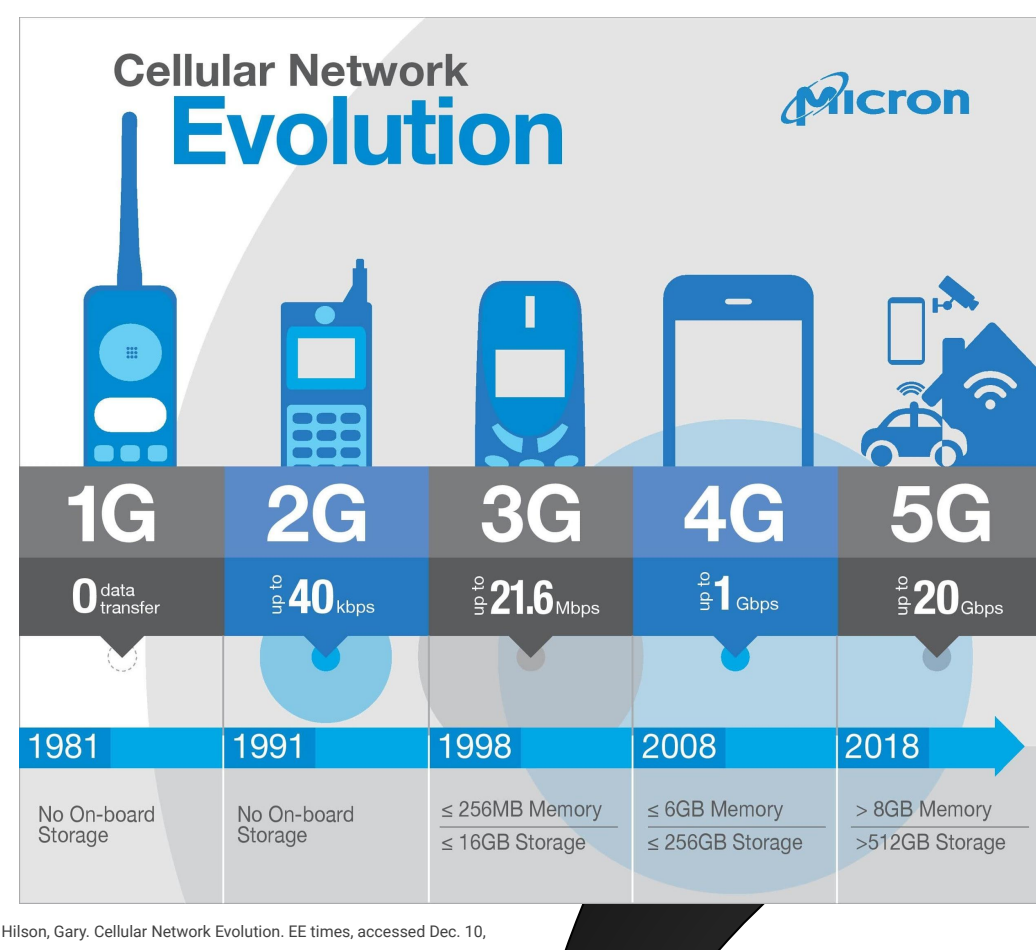 Cellular Network
Evolution
Micron
1G
2G
3G
4G
5G
0 data transfer
up to 40 kbps
up to 21.6 Mbps
up to 1 Gbps
up to 20 Gbps
1981
1991
1998
2008
2018
No On-board
Storage
No On-board
Storage
≤ 256MB Memory
≤ 16GB Storage
≤ 6GB Memory
≤ 256GB Storage
> 8GB Memory
>512GB Storage
Hilson, Gary. Cellular Network Evolution. EE times, accessed Dec. 10,